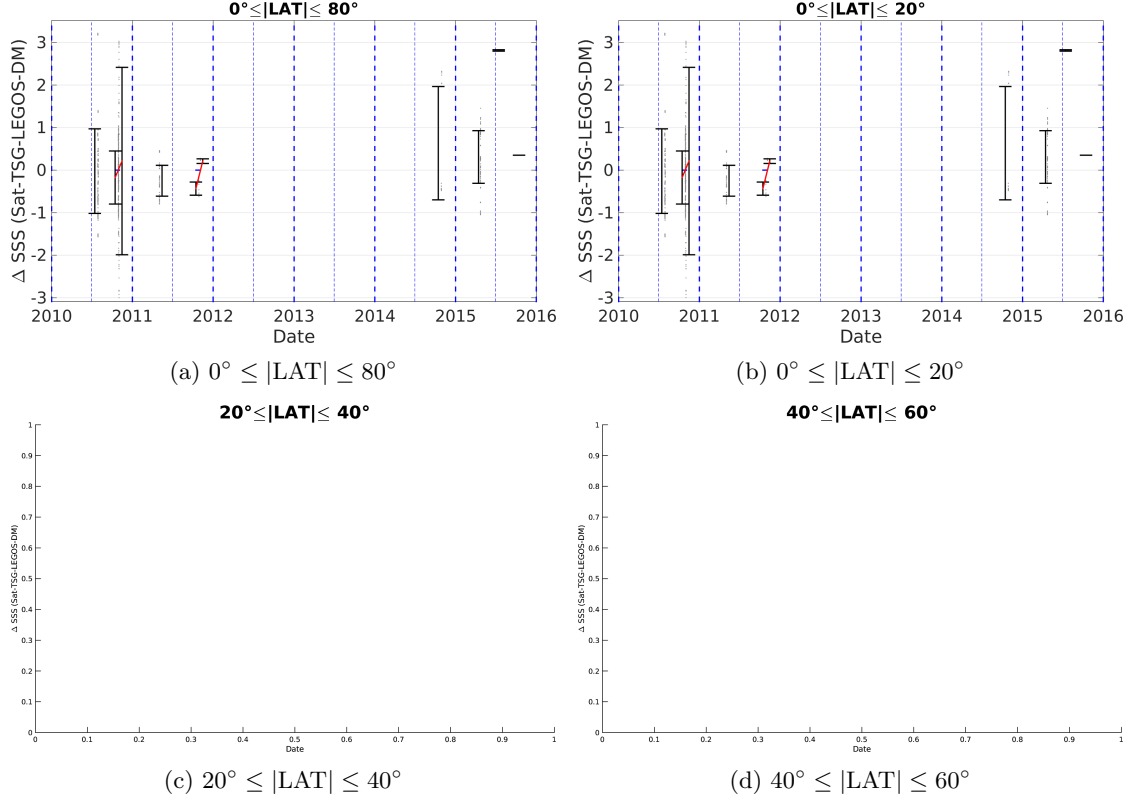 0°≤|LAT|≤ 80°
Δ SSS (Sat-TSG-LEGOS-DM)
3
2
1
0
-1
-2
-3
2010 2011 2012 2013 2014 2015 2016
Date
(a) 0° ≤ |LAT| ≤ 80°
0°≤|LAT|≤ 20°
Δ SSS (Sat-TSG-LEGOS-DM)
3
2
1
0
-1
-2
-3
2010 2011 2012 2013 2014 2015 2016
Date
(b) 0° ≤ |LAT| ≤ 20°
20°≤|LAT|≤ 40°
Δ SSS (Sat-TSG-LEGOS-DM)
1
0.9
0.8
0.7
0.6
0.5
0.4
0.3
0.2
0.1
0
0 0.1 0.2 0.3 0.4 0.5 0.6 0.7 0.8 0.9 1
Date
(c) 20° ≤ |LAT| ≤ 40°
40°≤|LAT|≤ 60°
Δ SSS (Sat-TSG-LEGOS-DM)
1
0.9
0.8
0.7
0.6
0.5
0.4
0.3
0.2
0.1
0
0 0.1 0.2 0.3 0.4 0.5 0.6 0.7 0.8 0.9 1
Date
(d) 40° ≤ |LAT| ≤ 60°